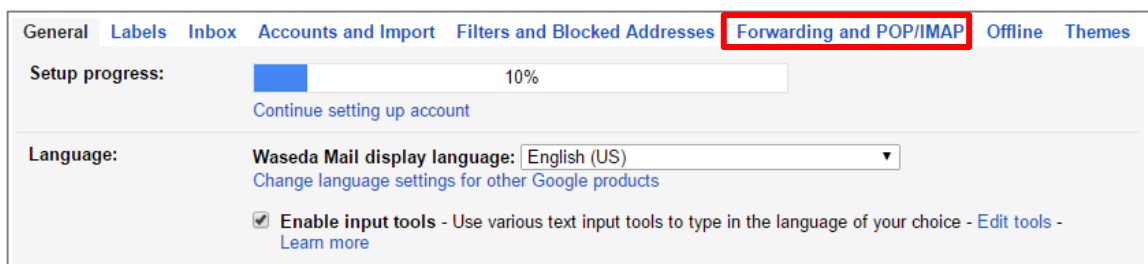 General Labels Inbox Accounts and Import Filters and Blocked Addresses Forwarding and POP/IMAP Offline Themes
Setup progress: 10%
Continue setting up account
Language: Waseda Mail display language: English (US)
Change language settings for other Google products
Enable input tools - Use various text input tools to type in the language of your choice - Edit tools -
Learn more